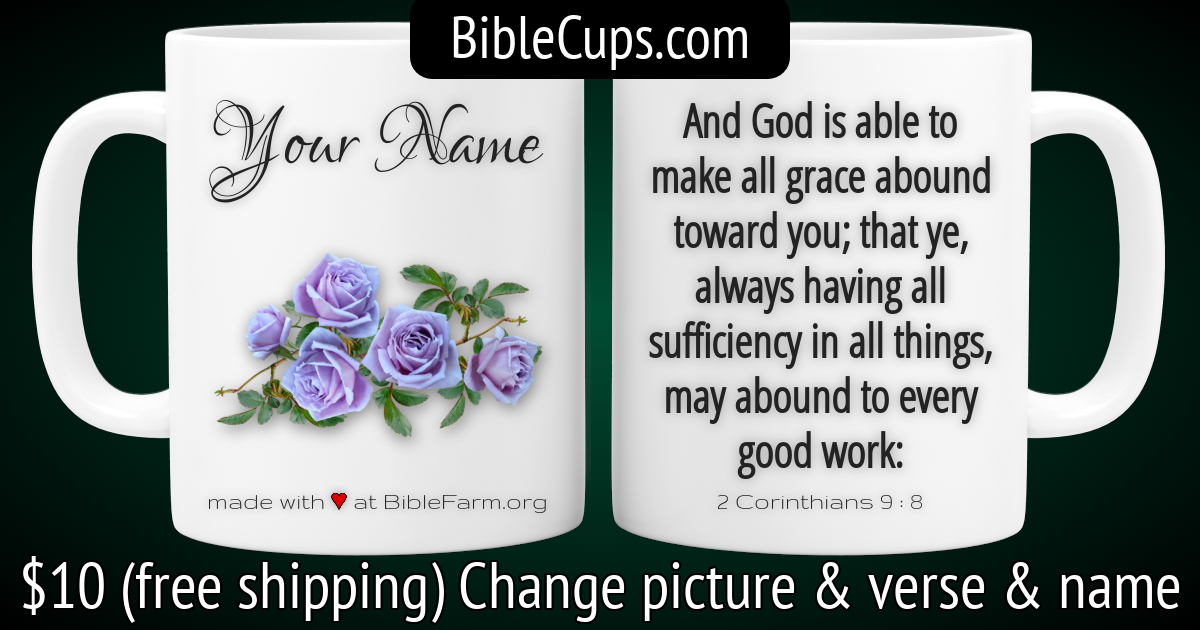 BibleCups.com
Your Name
made with ♥ at BibleFarm.org
And God is able to
make all grace abound
toward you; that ye,
always having all
sufficiency in all things,
may abound to every
good work:
2 Corinthians 9 : 8
$10 (free shipping) Change picture & verse & name